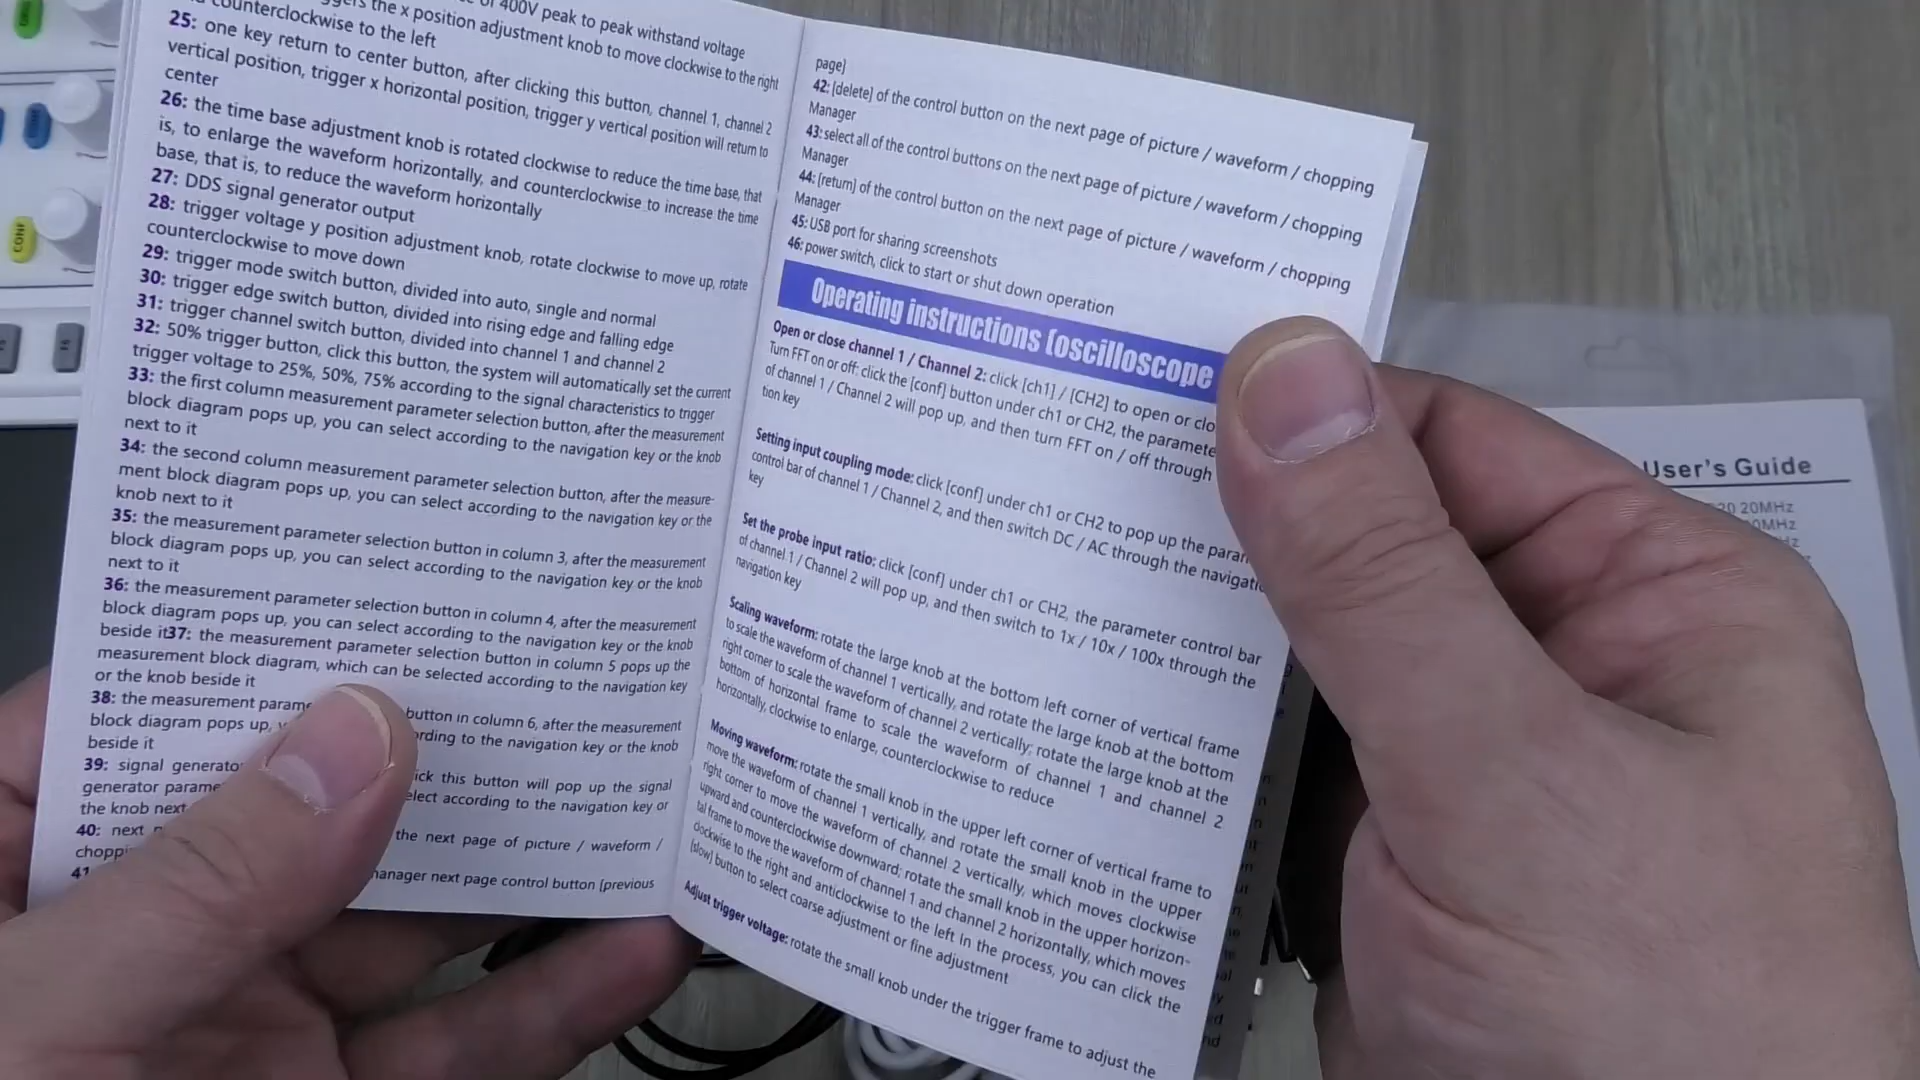 of 400V peak to peak withstand voltage
the x position adjustment knob to move clockwise to the right
counterclockwise to the left
25: one key return to center button, after clicking this button, channel 1, channel 2
vertical position, trigger x horizontal position, trigger y vertical position will return to
center
26: the time base adjustment knob is rotated clockwise to reduce the time base, that
is, to enlarge the waveform horizontally, and counterclockwise to increase the time
base, that is, to reduce the waveform horizontally
27: DDS signal generator output
28: trigger voltage y position adjustment knob, rotate clockwise to move up, rotate
counterclockwise to move down
29: trigger mode switch button, divided into auto, single and normal
30: trigger edge switch button, divided into rising edge and falling edge
31: trigger channel switch button, divided into channel 1 and channel 2
32: 50% trigger button, click this button, the system will automatically set the current
trigger voltage to 25%, 50%, 75% according to the signal characteristics to trigger
33: the first column measurement parameter selection button, after the measurement
block diagram pops up, you can select according to the navigation key or the knob
next to it
34: the second column measurement parameter selection button, after the measure-
ment block diagram pops up, you can select according to the navigation key or the
knob next to it
35: the measurement parameter selection button in column 3, after the measurement
block diagram pops up, you can select according to the navigation key or the knob
next to it
36: the measurement parameter selection button in column 4, after the measurement
block diagram pops up, you can select according to the navigation key or the knob
beside it37: the measurement parameter selection button in column 5 pops up the
measurement block diagram, which can be selected according to the navigation key
or the knob beside it
38: the measurement button in column 6, after the measurement
block diagram pops up, according to the navigation key or the knob
beside it
39: signal click this button will pop up the signal
generator select according to the navigation key or
the knob next
40: next the next page of picture / waveform /
41 manager next page control button [previous
page]
42: [delete] of the control button on the next page of picture / waveform / chopping
Manager
43: select all of the control buttons on the next page of picture / waveform / chopping
Manager
44: [return] of the control button on the next page of picture / waveform / chopping
Manager
45: USB port for sharing screenshots
46: power switch, click to start or shut down operation
Operating instructions (oscilloscope
Open or close channel 1 / Channel 2: click [ch1] / [CH2] to open or
Turn FFT on or off: click the [conf] button under ch1 or CH2, the
of channel 1 / Channel 2 will pop up, and then turn FFT on / off through
tion key
Setting input coupling mode: click [conf] under ch1 or CH2 to pop up the
control bar of channel 1 / Channel 2, and then switch DC / AC through the
key
Set the probe input ratio: click [conf] under ch1 or CH2, the parameter control bar
of channel 1 / Channel 2 will pop up, and then switch to 1x / 10x / 100x through the
navigation key
Scaling waveform: rotate the large knob at the bottom left corner of vertical frame
to scale the waveform of channel 1 vertically, and rotate the large knob at the bottom
right corner to scale the waveform of channel 2 vertically; rotate the large knob at the
bottom of horizontal frame to scale the waveform of channel 1 and channel 2
horizontally, clockwise to enlarge, counterclockwise to reduce
Moving waveform: rotate the small knob in the upper left corner of vertical frame to
move the waveform of channel 1 vertically, and rotate the small knob in the upper
right corner to move the waveform of channel 2 vertically, which moves clockwise
upward and counterclockwise downward; rotate the small knob in the upper horizon-
tal frame to move the waveform of channel 1 and channel 2 horizontally, which moves
clockwise to the right and anticlockwise to the left In the process, you can click the
[slow] button to select coarse adjustment or fine adjustment
Adjust trigger voltage: rotate the small knob under the trigger frame to adjust the
User's Guide
20MHz
CONF
CONF